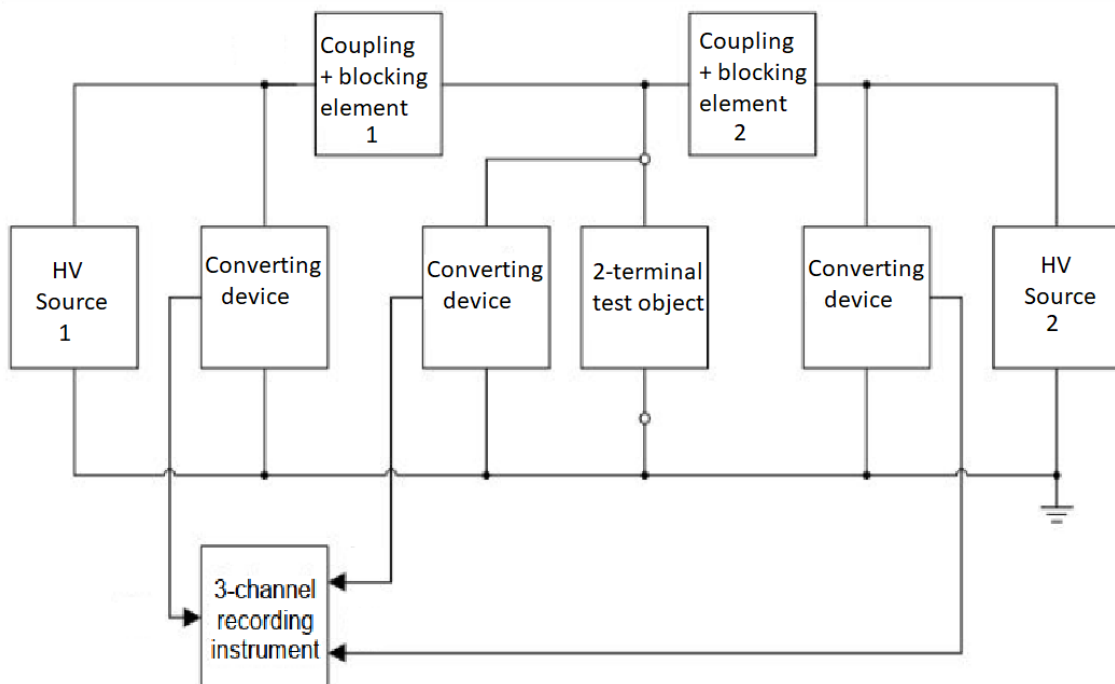 Coupling
+ blocking
element
1
Coupling
+ blocking
element
2
HV
Source
1
Converting
device
Converting
device
2-terminal
test object
Converting
device
HV
Source
2
3-channel
recording
instrument